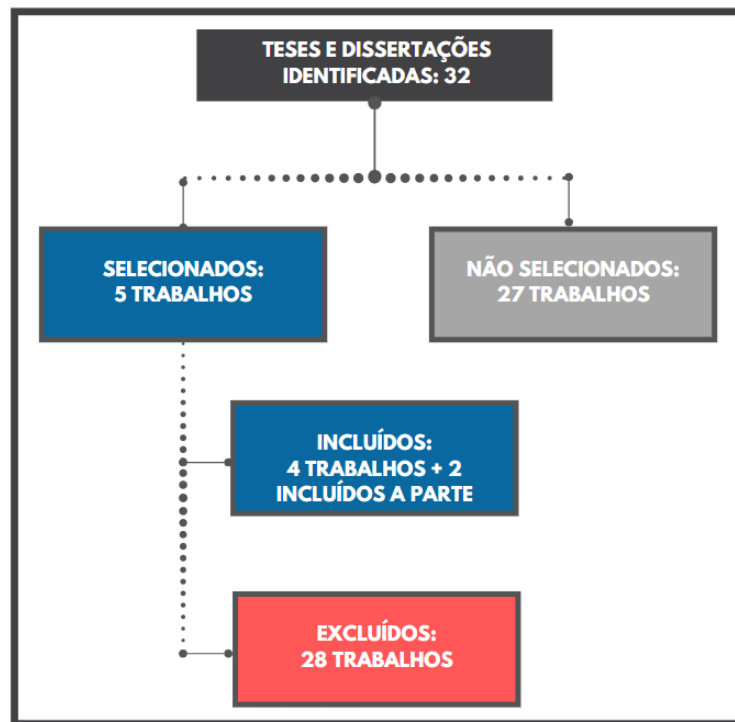 TESES E DISSERTAÇÕES
IDENTIFICADAS: 32
SELECIONADOS:
5 TRABALHOS
NÃO SELECIONADOS:
27 TRABALHOS
INCLUÍDOS:
4 TRABALHOS + 2
INCLUÍDOS A PARTE
EXCLUÍDOS:
28 TRABALHOS